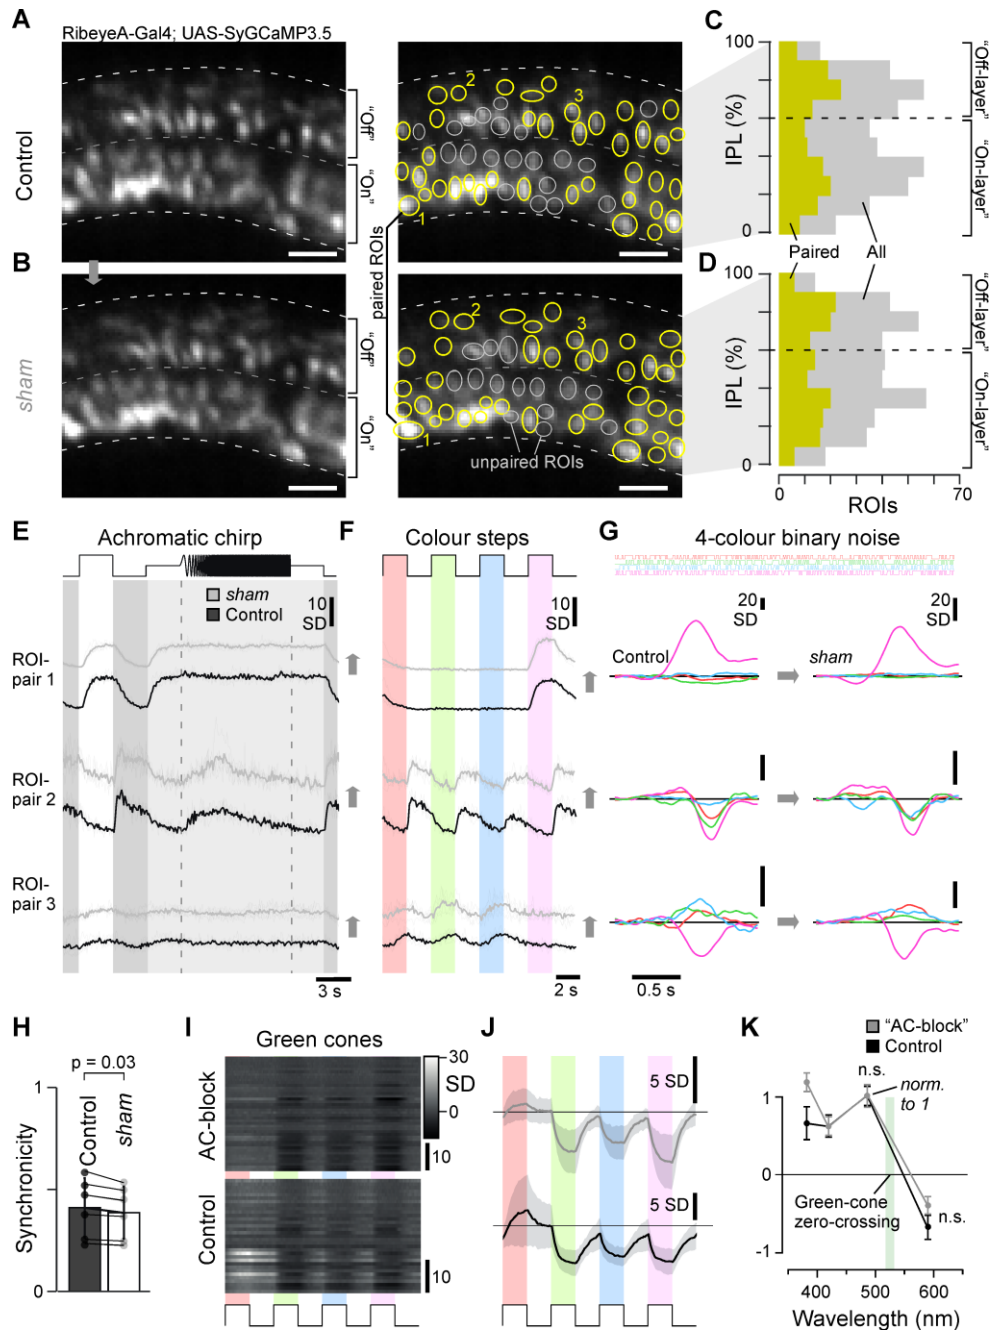 A
RibeyeA-Gal4; UAS-SyGCaMP3.5
Control
"Off"
"On"
2
3
1
C
100
IPL (%)
0
"Off-layer"
"On-layer"
Paired
All
paired ROIs
B
sham
"Off"
"On"
2
3
1
unpaired ROIs
D
100
IPL (%)
0
"Off-layer"
"On-layer"
0
70
ROIs
E
Achromatic chirp
sham
Control
10
SD
ROI-
pair 1
ROI-
pair 2
ROI-
pair 3
3 s
F
Colour steps
10
SD
2 s
G
4-colour binary noise
20
SD
20
SD
Control
sham
0.5 s
H
p = 0.03
1
Control
sham
Synchronicity
0
I
Green cones
AC-block
30
SD
0
10
Control
10
J
5 SD
5 SD
K
"AC-block"
Control
n.s.
norm.
to 1
1
0
Green-cone
zero-crossing
n.s.
-1
400
500
600
Wavelength (nm)